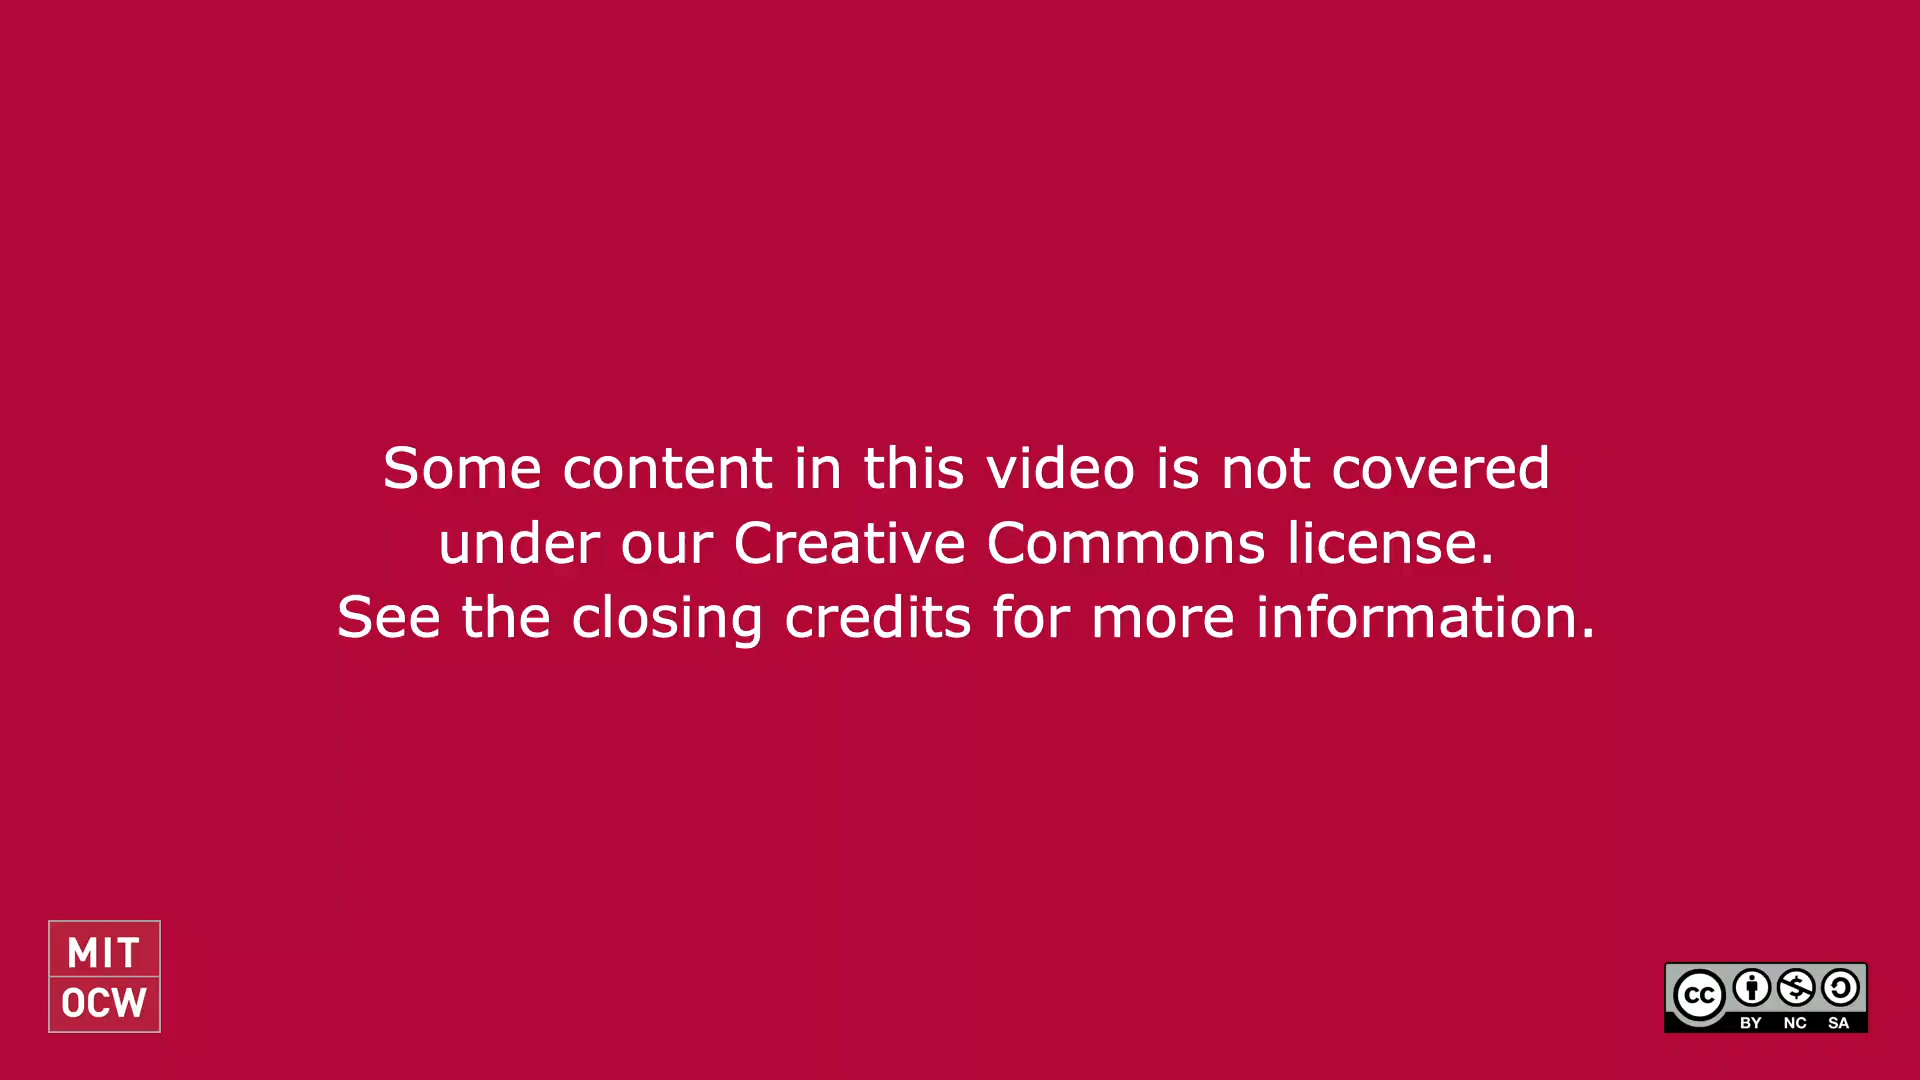 Some content in this video is not covered
under our Creative Commons license.
See the closing credits for more information.
MIT
OCW
cc
BY NC SA